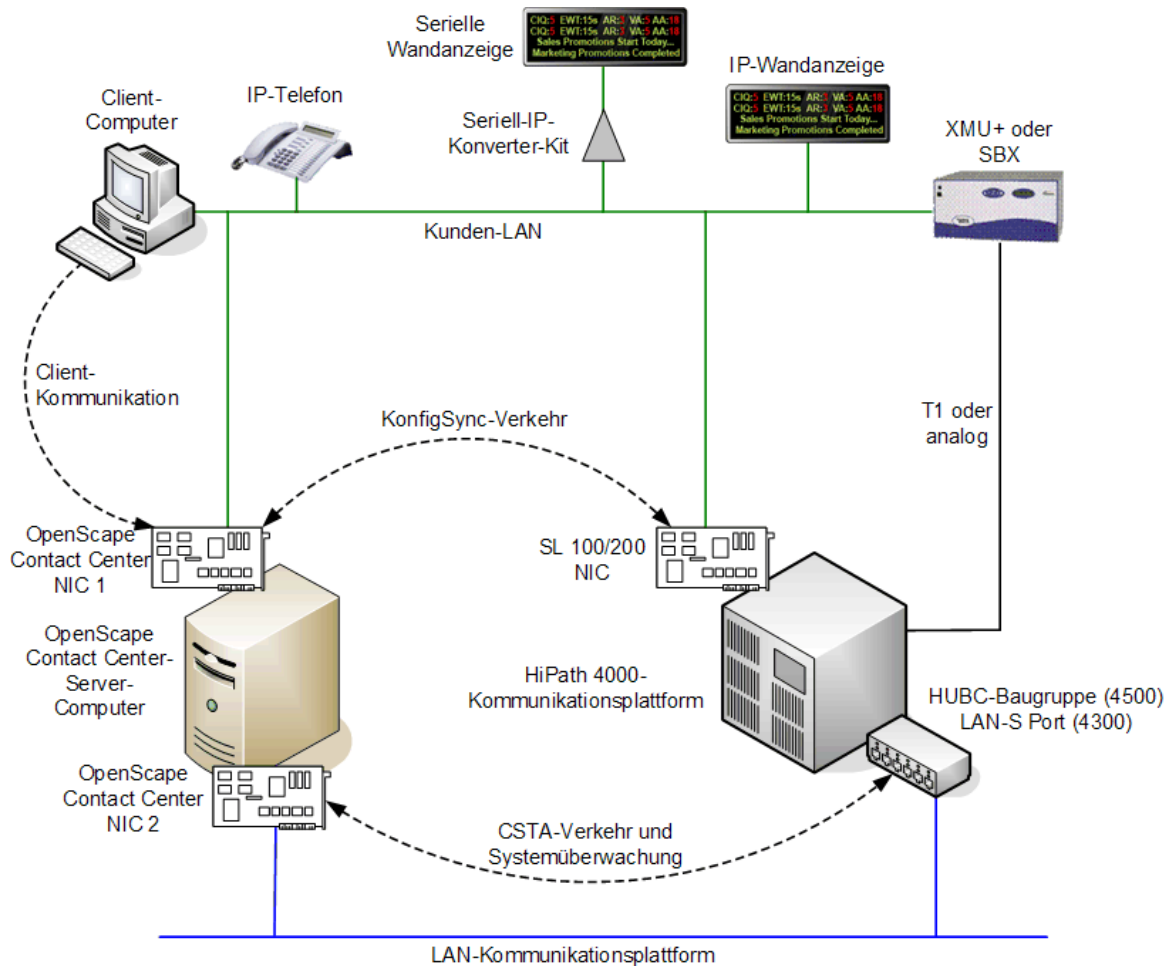 Serielle
Wandanzeige
CIQ:5 EWT:15s AR:3 VA:5 AA:18
CIQ:5 EWT:15s AR:3 VA:5 AA:18
Sales Promotions Start Today...
Marketing Promotions Completed
IP-Wandanzeige
CIQ:5 EWT:15s AR:3 VA:5 AA:18
CIQ:5 EWT:15s AR:3 VA:5 AA:18
Sales Promotions Start Today...
Marketing Promotions Completed
Client-
Computer
IP-Telefon
Seriell-IP-
Konverter-Kit
XMU+ oder
SBX
Kunden-LAN
Client-
Kommunikation
KonfigSync-Verkehr
T1 oder
analog
OpenScape
Contact Center
NIC 1
SL 100/200
NIC
OpenScape
Contact Center-
Server-
Computer
HiPath 4000-
Kommunikationsplattform
HUBC-Baugruppe (4500)
LAN-S Port (4300)
OpenScape
Contact Center
NIC 2
CSTA-Verkehr und
Systemüberwachung
LAN-Kommunikationsplattform